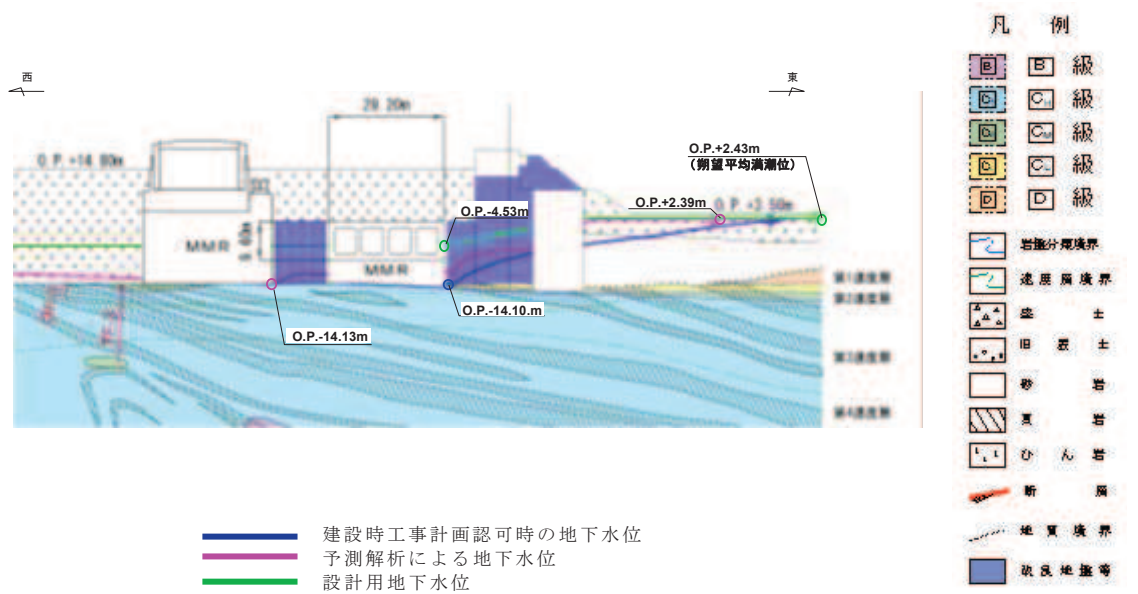 西
東
29.20m
O.P.+14.80m
O.P.+2.43m
(朔望平均満潮位)
O.P.+2.39m
O.P.+2.50m
O.P.-4.53m
9.60m
MMR
MMR
O.P.-14.10.m
O.P.-14.13m
第1速度層
第2速度層
第3速度層
第4速度層
建設時工事計画認可時の地下水位
予測解析による地下水位
設計用地下水位
凡 例
B B 級
CH 級
CM 級
CL 級
D D 級
岩盤分類境界
速度層境界
盛 土
旧表土
砂 岩
頁 岩
ひん岩
断 層
地質境界
改良地盤等